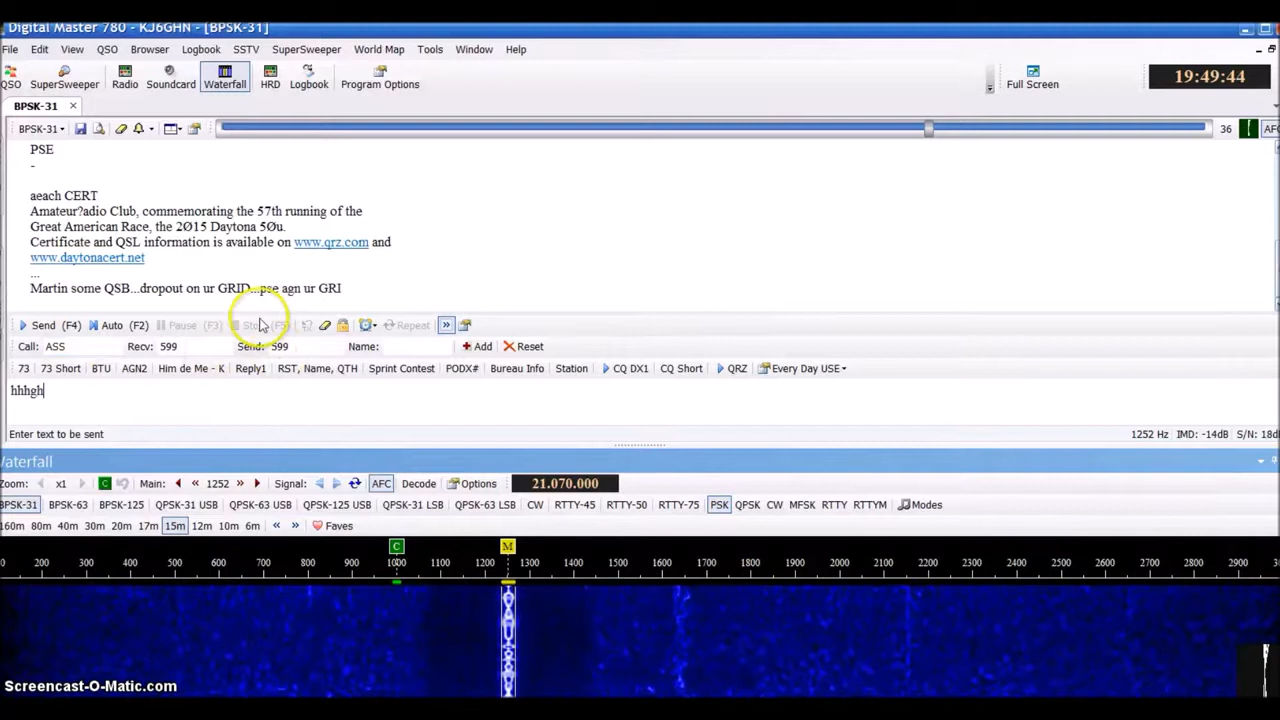 Digital Master 780 - KJ6GHN - [BPSK-31]
File Edit View QSO Browser Logbook SSTV SuperSweeper World Map Tools Window Help
QSO SuperSweeper Radio Soundcard Waterfall HRD Logbook Program Options Full Screen 19:49:44
BPSK-31
BPSK-31 36 AFC
PSE
-
aeach CERT
Amateur?adio Club, commemorating the 57th running of the
Great American Race, the 2Ø15 Daytona 5Øu.
Certificate and QSL information is available on www.qrz.com and
www.daytonacert.net
...
Martin some QSB...dropout on ur GRID...pse agn ur GRI
Send (F4) Auto (F2) Pause (F3) Stop (F5) Repeat
Call: ASS Recv: 599 Send: 599 Name: Add Reset
73 73 Short BTU AGN2 Him de Me - K Reply1 RST, Name, QTH Sprint Contest PODX# Bureau Info Station CQ DX1 CQ Short QRZ Every Day USE
hhhgh
Enter text to be sent 1252 Hz IMD: -14dB S/N: 18d
Waterfall
Zoom: x1 C Main: 1252 Signal: AFC Decode Options 21.070.000
BPSK-31 BPSK-63 BPSK-125 QPSK-31 USB QPSK-63 USB QPSK-125 USB QPSK-31 LSB QPSK-63 LSB CW RTTY-45 RTTY-50 RTTY-75 PSK QPSK CW MFSK RTTY RTTYM Modes
160m 80m 40m 30m 20m 17m 15m 12m 10m 6m Faves
C M
200 300 400 500 600 700 800 900 1000 1100 1200 1300 1400 1500 1600 1700 1800 1900 2000 2100 2200 2300 2400 2500 2600 2700 2800 2900
Screencast-O-Matic.com